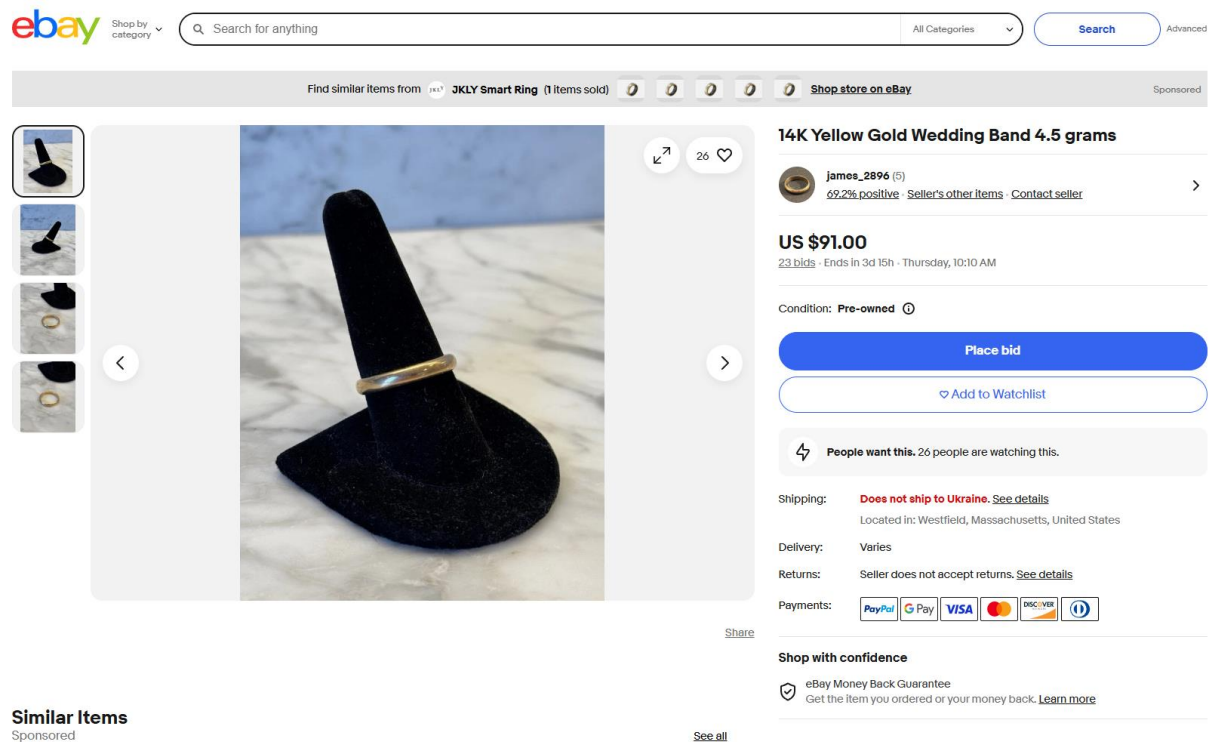 ebay
Shop by
category
Search for anything
All Categories
Search
Advanced
Find similar items from JKLY JKLY Smart Ring (1 items sold) Shop store on eBay
Sponsored
26
14K Yellow Gold Wedding Band 4.5 grams
james_2896 (5)
69.2% positive · Seller's other items · Contact seller
US $91.00
23 bids · Ends in 3d 15h · Thursday, 10:10 AM
Condition: Pre-owned
Place bid
Add to Watchlist
People want this. 26 people are watching this.
Shipping: Does not ship to Ukraine. See details
Located in: Westfield, Massachusetts, United States
Delivery: Varies
Returns: Seller does not accept returns. See details
Payments: PayPal G Pay VISA DISCOVER
Share
Shop with confidence
eBay Money Back Guarantee
Get the item you ordered or your money back. Learn more
Similar Items
Sponsored
See all